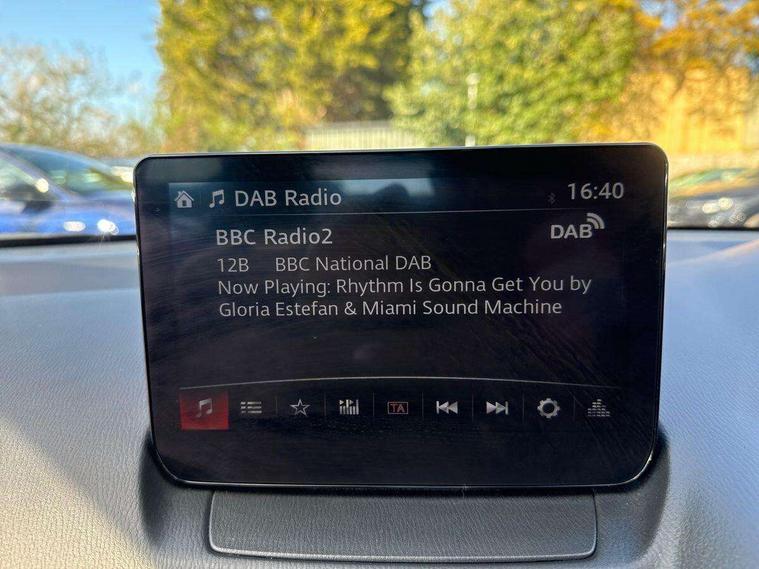 DAB Radio 16:40
BBC Radio2 DAB
12B BBC National DAB
Now Playing: Rhythm Is Gonna Get You by
Gloria Estefan & Miami Sound Machine
TA